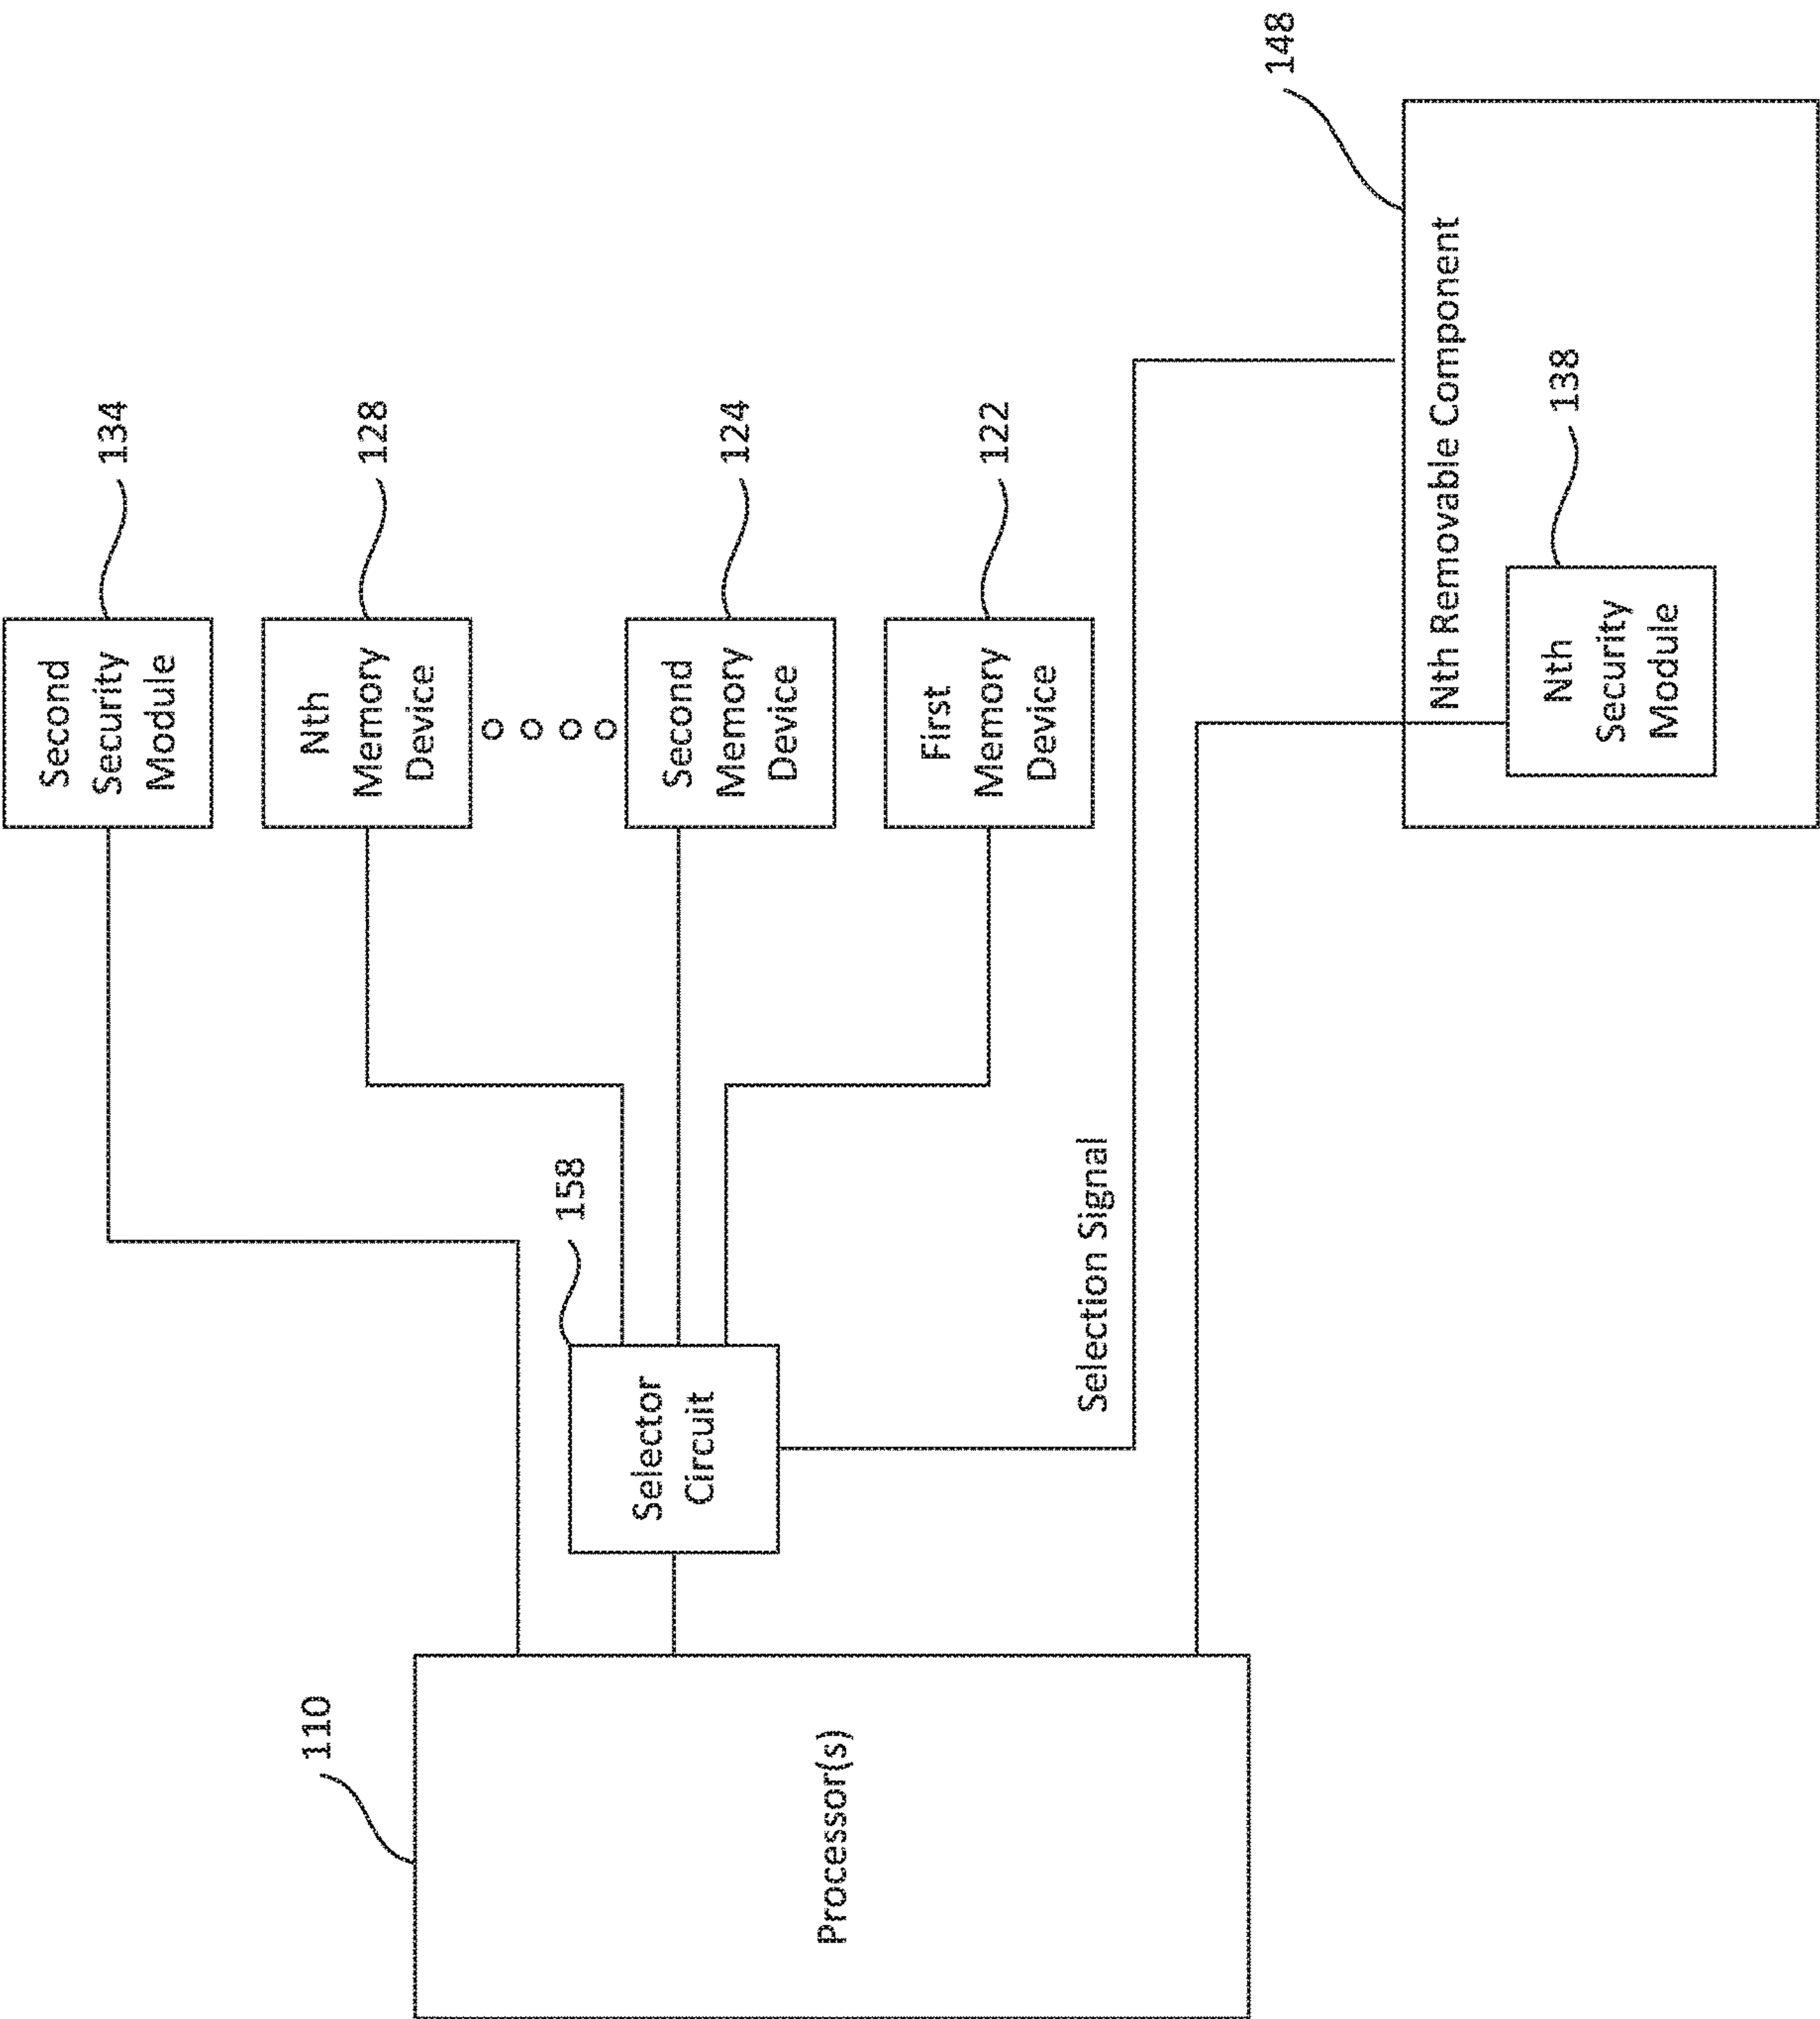 134
Second
Security
Module
128
Nth
Memory
Device
124
Second
Memory
Device
122
First
Memory
Device
158
Selector
Circuit
Selection Signal
110
Processor(s)
148
Nth Removable Component
138
Nth
Security
Module